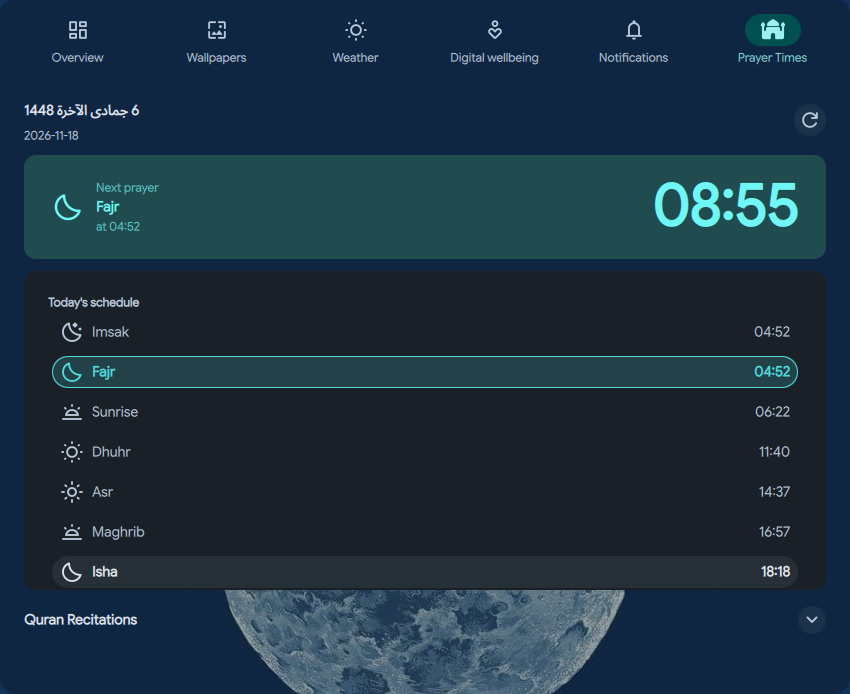 Overview
Wallpapers
Weather
Digital wellbeing
Notifications
Prayer Times
6 جمادى الآخرة 1448
2026-11-18
Next prayer
Fajr
at 04:52
08:55
Today's schedule
Imsak 04:52
Fajr 04:52
Sunrise 06:22
Dhuhr 11:40
Asr 14:37
Maghrib 16:57
Isha 18:18
Quran Recitations